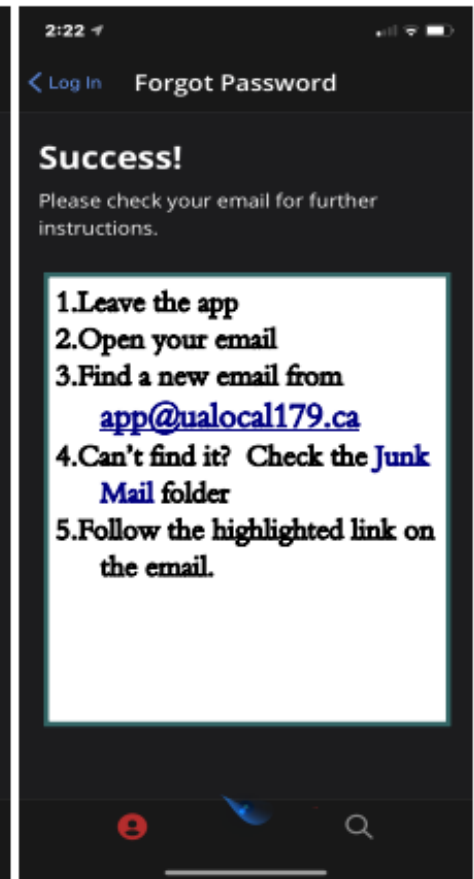 2:22
Log In Forgot Password
Success!
Please check your email for further
instructions.
1.Leave the app
2.Open your email
3.Find a new email from
app@ualocal179.ca
4.Can't find it? Check the Junk
Mail folder
5.Follow the highlighted link on
the email.